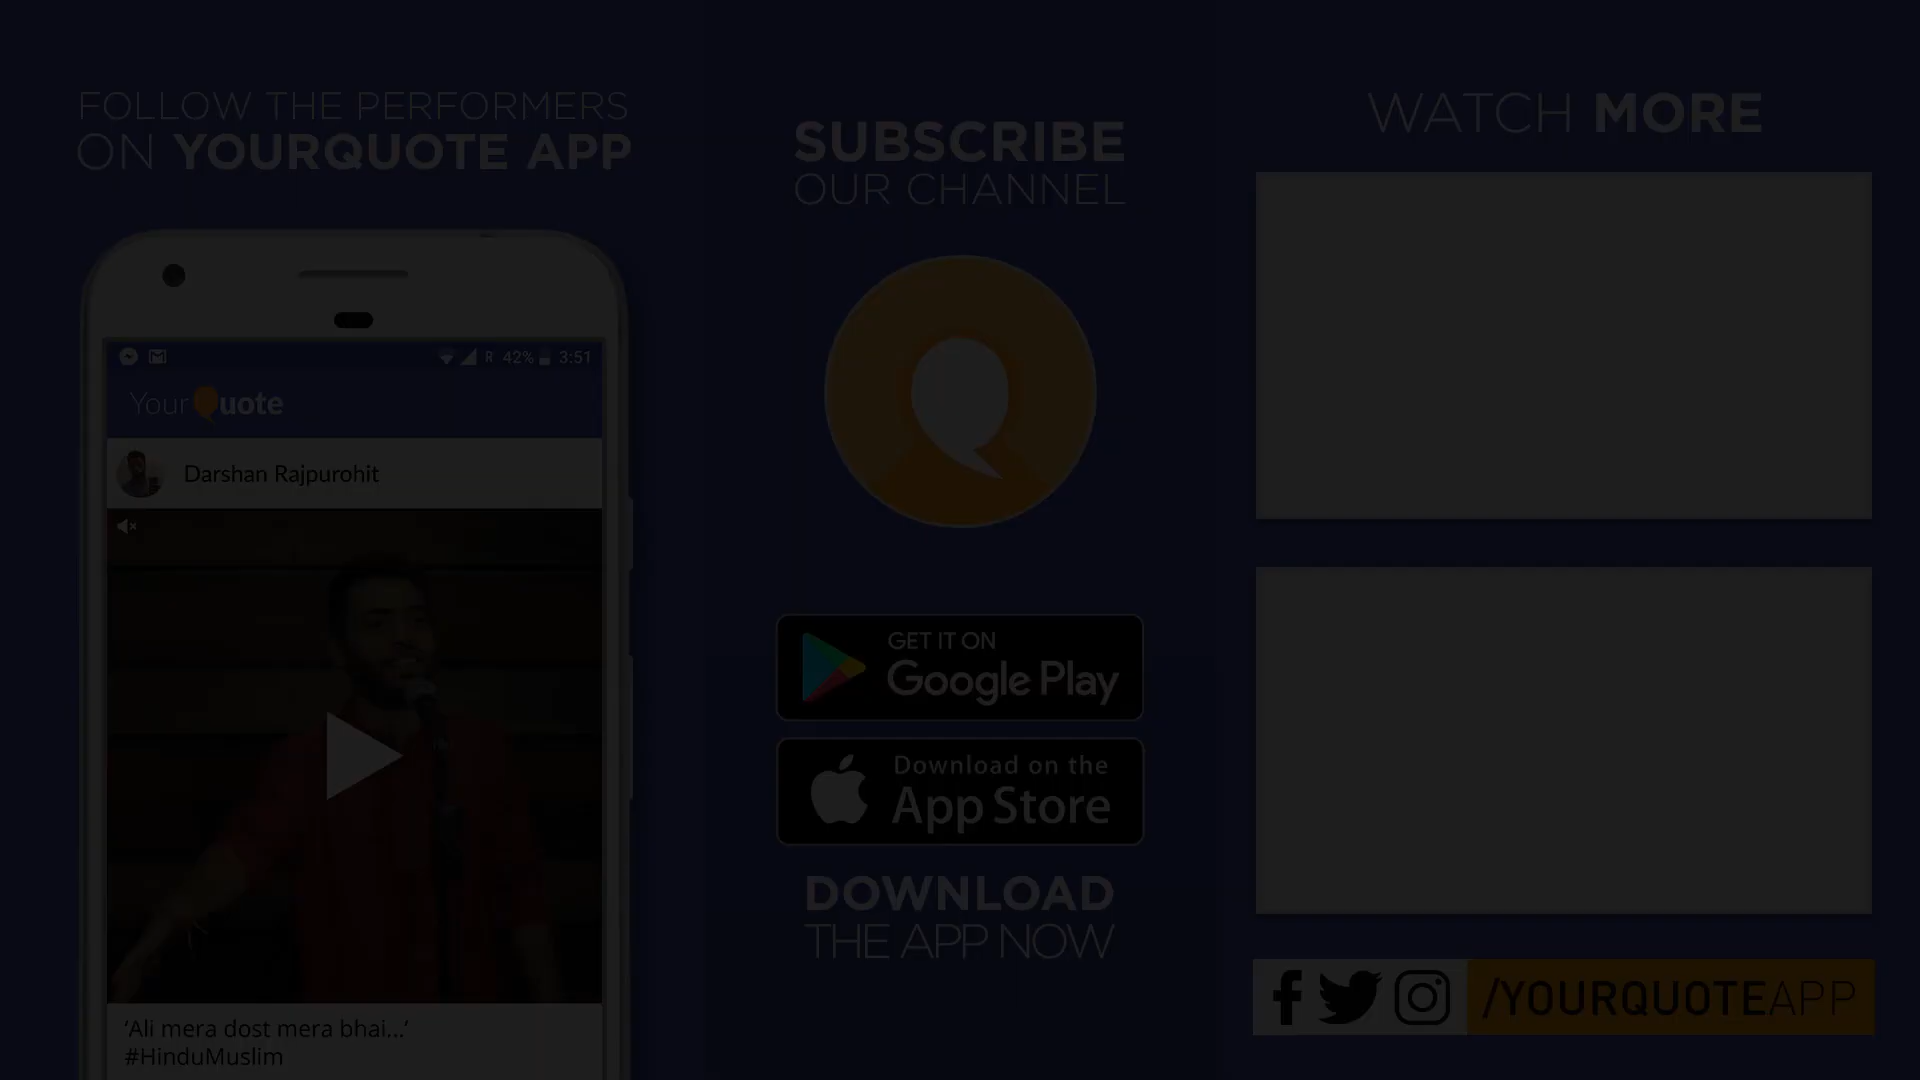 FOLLOW THE PERFORMERS
ON YOURQUOTE APP
R 42% 3:51
YourQuote
Darshan Rajpurohit
'Ali mera dost mera bhai...'
#HinduMuslim
SUBSCRIBE
OUR CHANNEL
GET IT ON
Google Play
Download on the
App Store
DOWNLOAD
THE APP NOW
WATCH MORE
/YOURQUOTEAPP